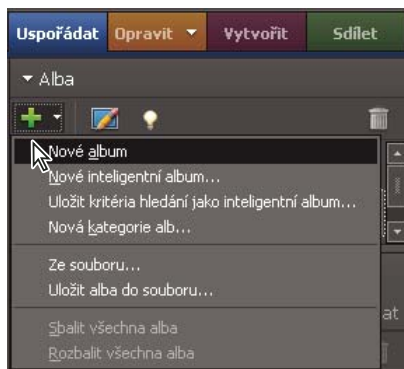 Uspořádat Opravit Vytvořit Sdílet
Alba
Nové album
Nové inteligentní album...
Uložit kritéria hledání jako inteligentní album...
Nová kategorie alb...
Ze souboru...
Uložit alba do souboru...
Sbalit všechna alba
Rozbalit všechna alba
at